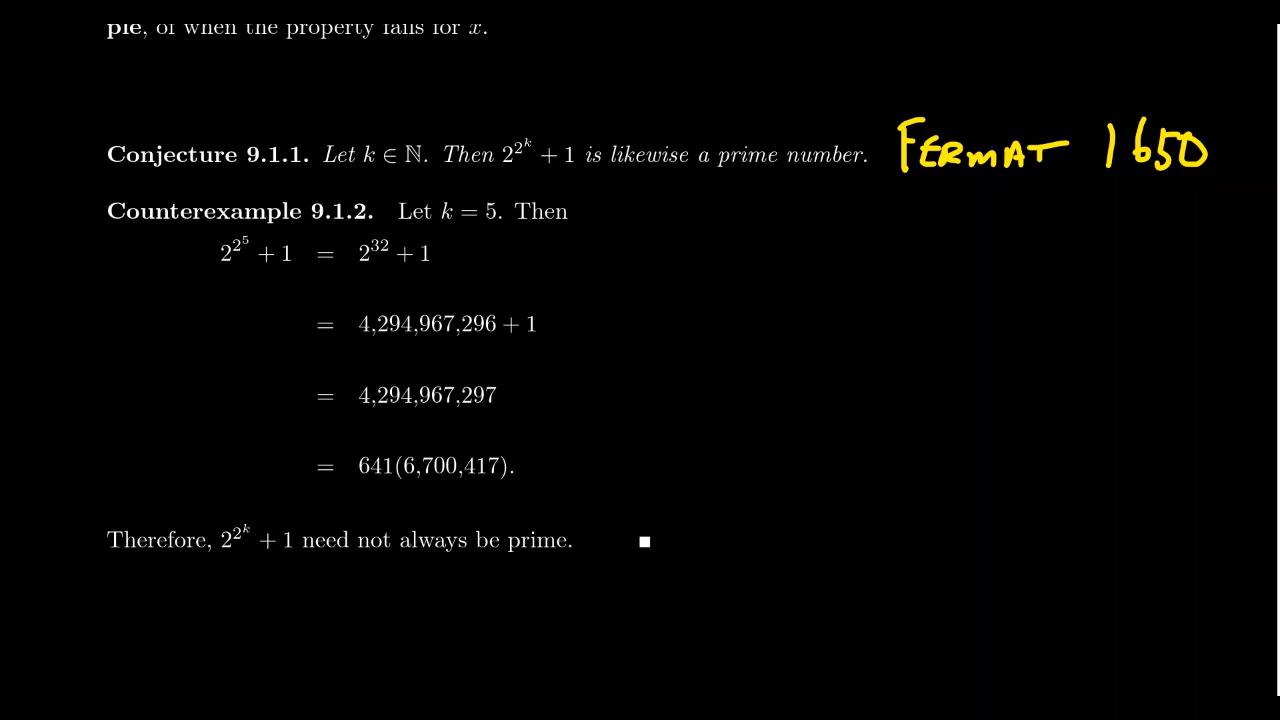 ple, or when the property fails for x.
Conjecture 9.1.1. Let k ∈ ℕ. Then 2^{2^k} + 1 is likewise a prime number. FERMAT 1650
Counterexample 9.1.2. Let k = 5. Then
2^{2^5} + 1 = 2^{32} + 1
= 4,294,967,296 + 1
= 4,294,967,297
= 641(6,700,417).
Therefore, 2^{2^k} + 1 need not always be prime. ■